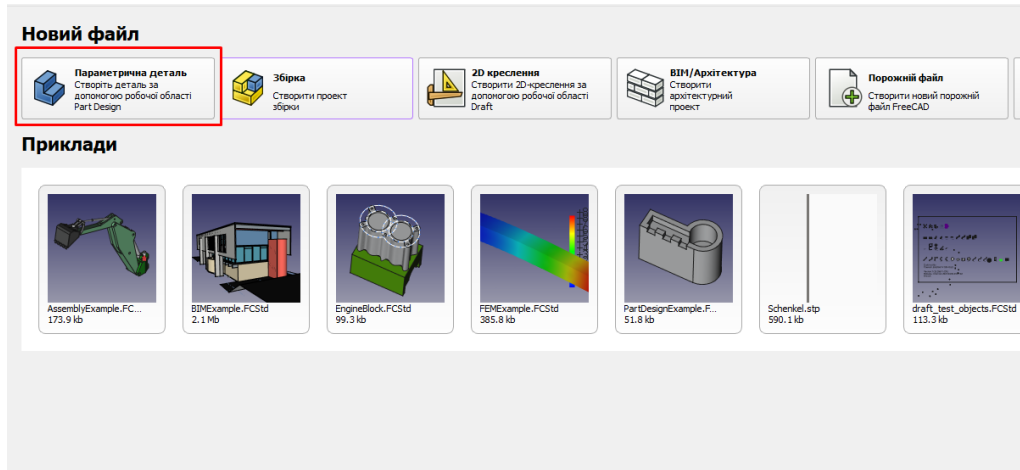 Новий файл
Параметрична деталь
Створіть деталь за
допомогою робочої області
Part Design
Збірка
Створити проект
збірки
2D креслення
Створити 2D-креслення за
допомогою робочої області
Draft
BIM/Архітектура
Створити
архітектурний
проект
Порожній файл
Створити новий порожній
файл FreeCAD
Приклади
AssemblyExample.FC...
173.9 kb
BIMExample.FCStd
2.1 Mb
EngineBlock.FCStd
99.3 kb
FEMExample.FCStd
385.8 kb
PartDesignExample.F...
51.8 kb
Schenkel.stp
590.1 kb
draft_test_objects.FCStd
113.3 kb